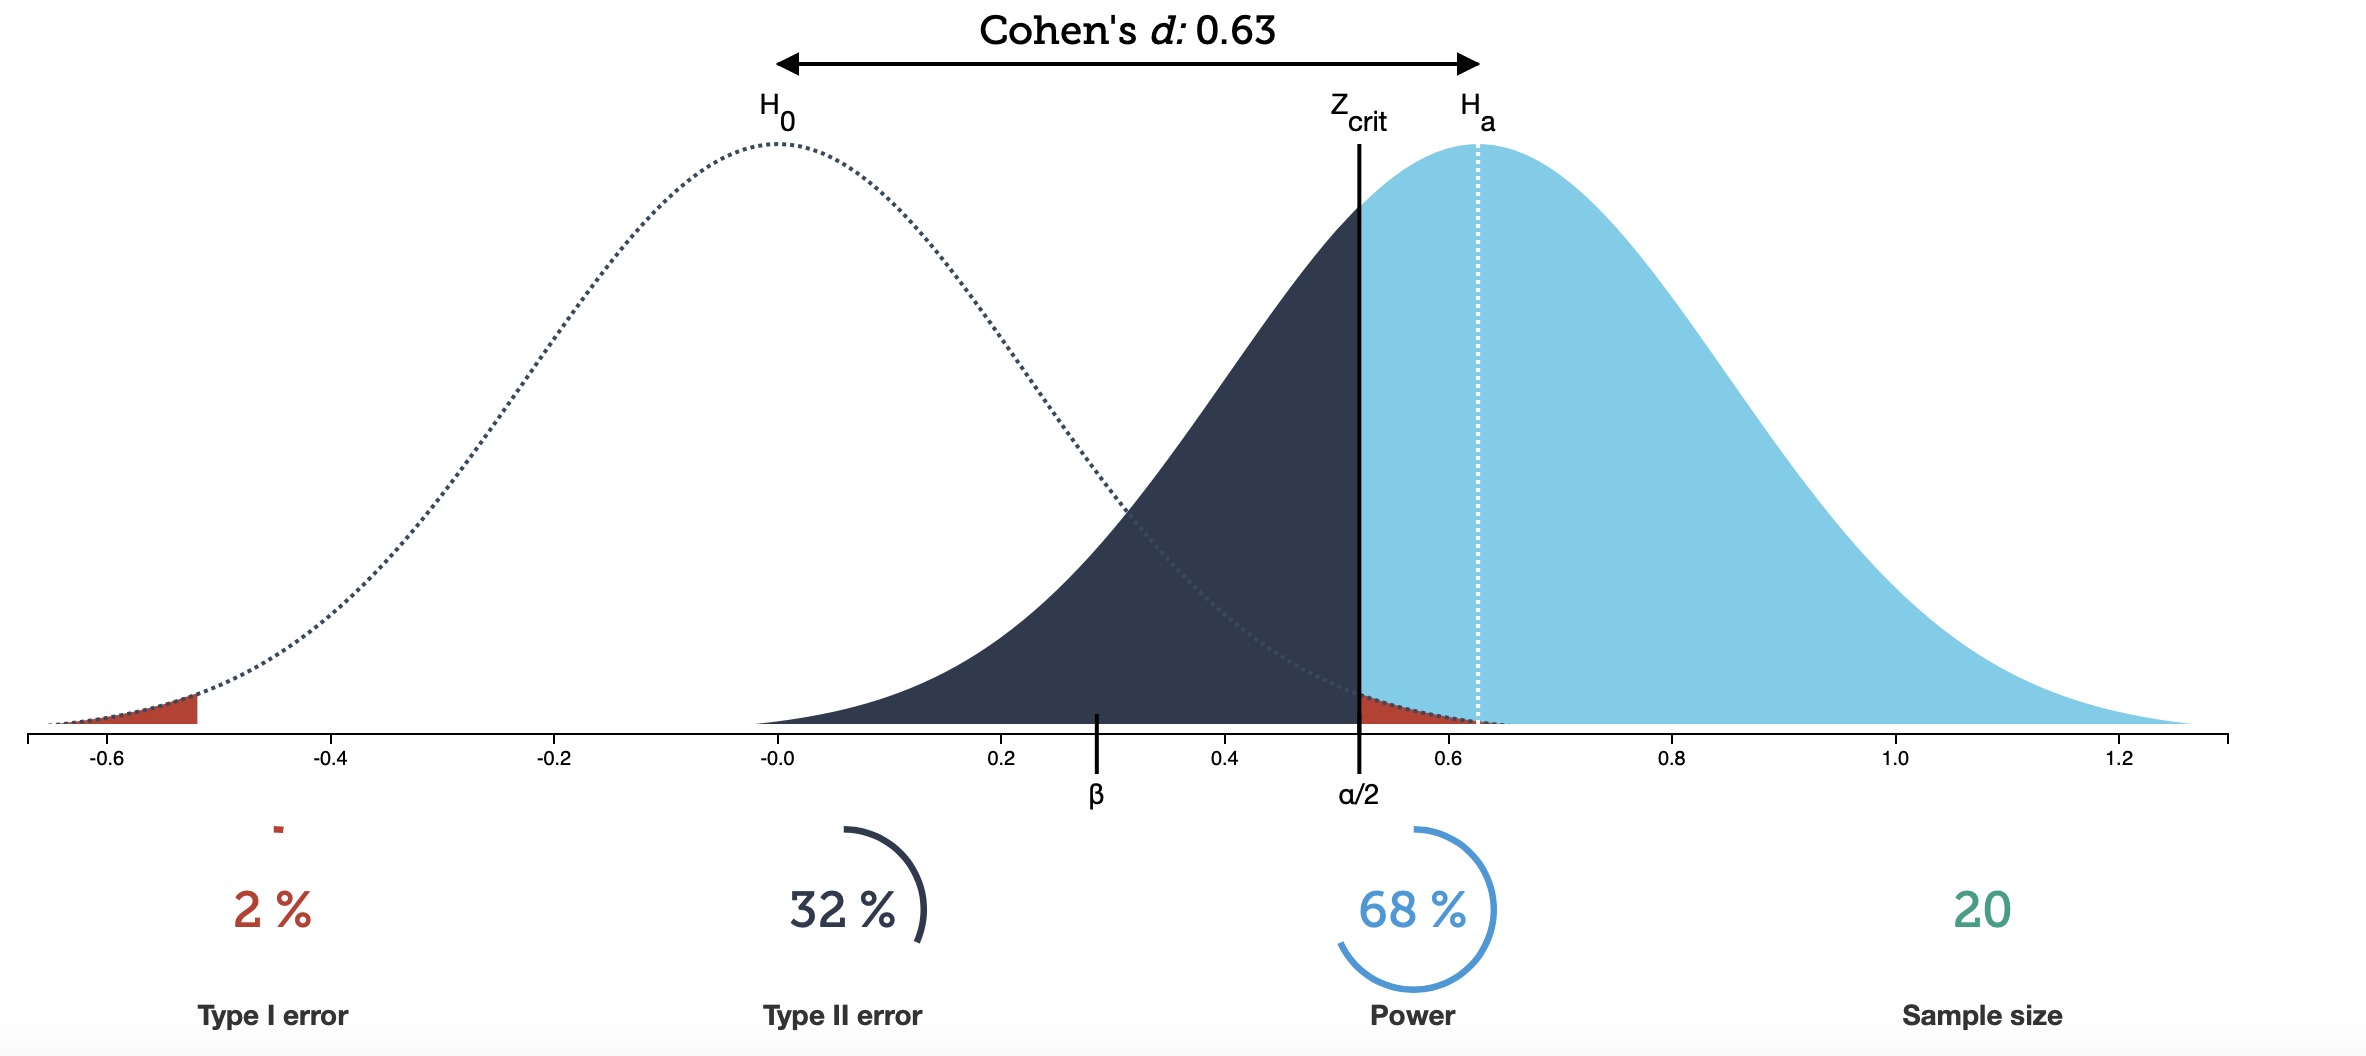 Cohen's d: 0.63
H0 Zcrit Ha
-0.6 -0.4 -0.2 -0.0 0.2 0.4 0.6 0.8 1.0 1.2
β α/2
2 % 32 % 68 % 20
Type I error Type II error Power Sample size